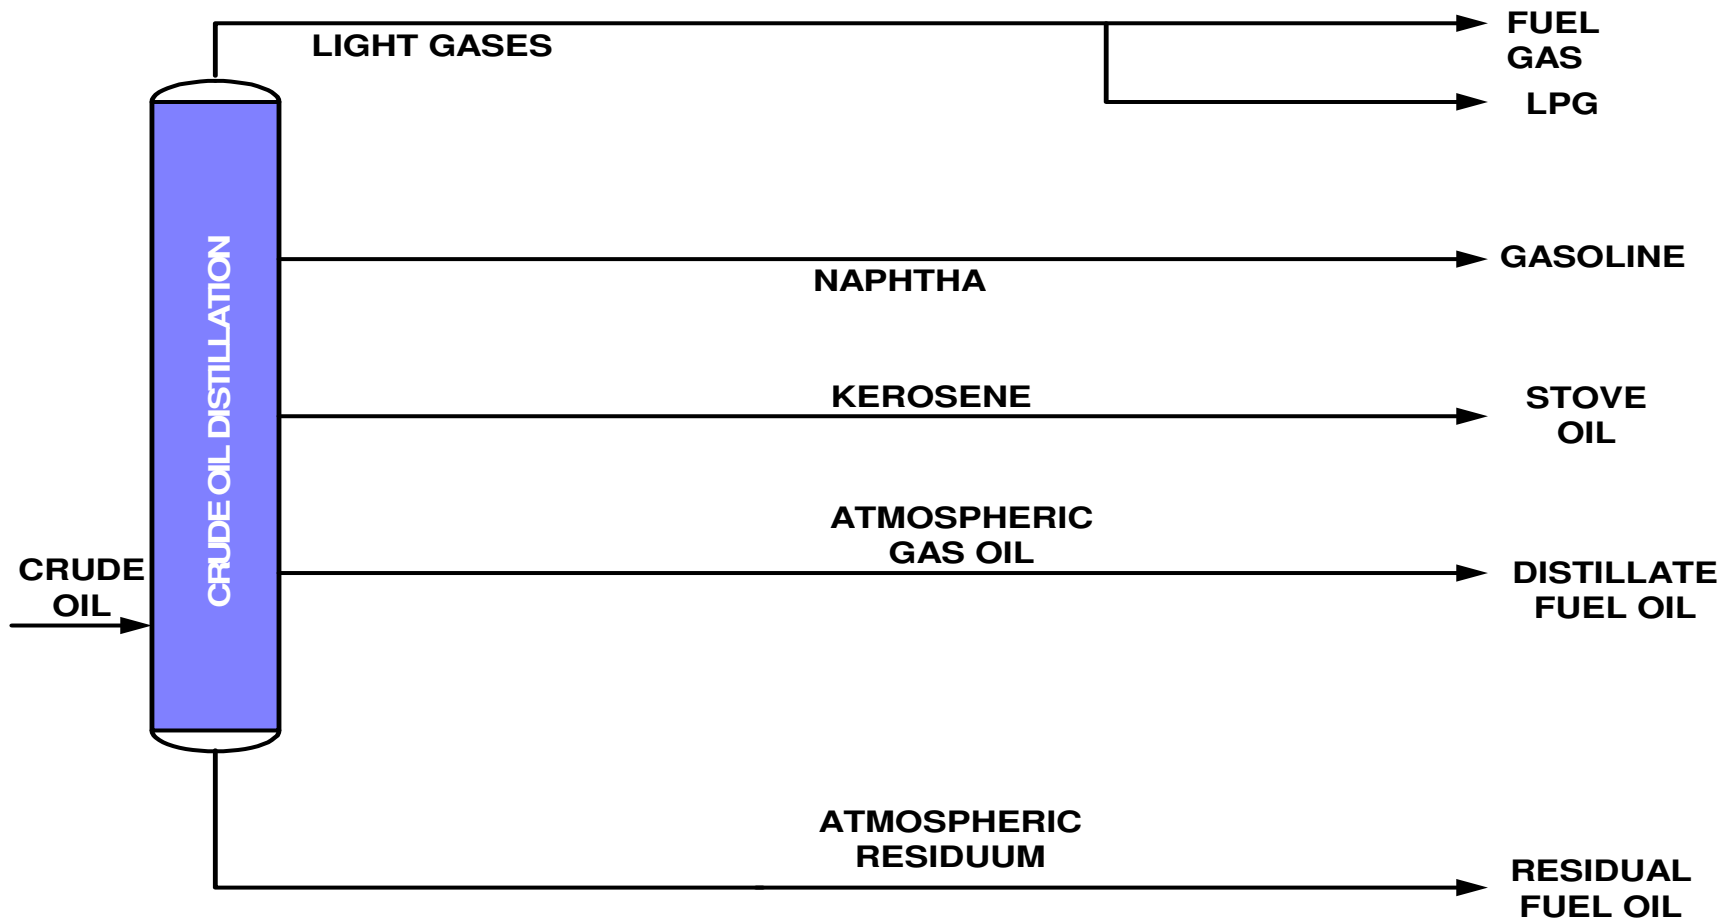 LIGHT GASES
FUEL
GAS
LPG
NAPHTHA
GASOLINE
KEROSENE
STOVE
OIL
ATMOSPHERIC
GAS OIL
DISTILLATE
FUEL OIL
CRUDE OIL DISTILLATION
CRUDE
OIL
ATMOSPHERIC
RESIDUUM
RESIDUAL
FUEL OIL